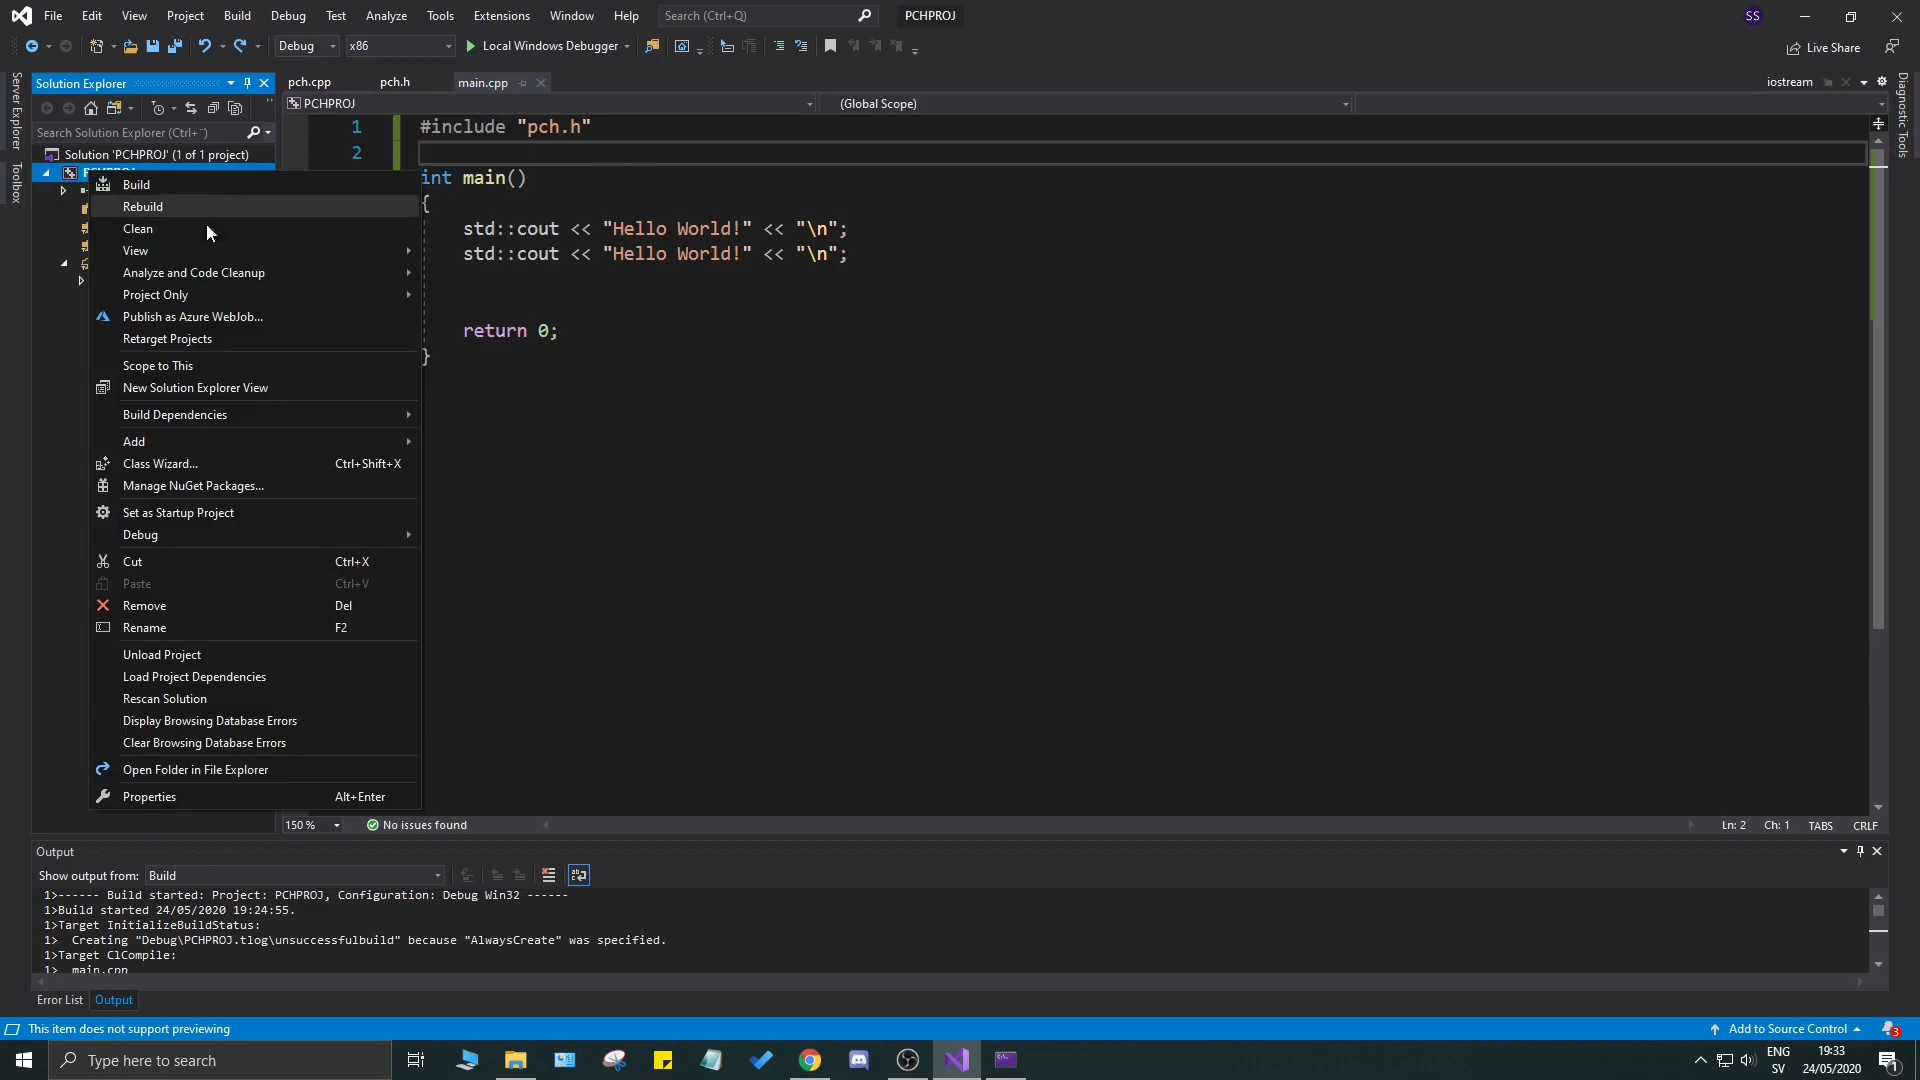 File Edit View Project Build Debug Test Analyze Tools Extensions Window Help Search (Ctrl+Q) PCHPROJ SS
Debug x86 Local Windows Debugger Live Share
Server Explorer
Toolbox
Solution Explorer
Search Solution Explorer (Ctrl+¨)
Solution 'PCHPROJ' (1 of 1 project)
Build
Rebuild
Clean
View
Analyze and Code Cleanup
Project Only
Publish as Azure WebJob...
Retarget Projects
Scope to This
New Solution Explorer View
Build Dependencies
Add
Class Wizard... Ctrl+Shift+X
Manage NuGet Packages...
Set as Startup Project
Debug
Cut Ctrl+X
Paste Ctrl+V
Remove Del
Rename F2
Unload Project
Load Project Dependencies
Rescan Solution
Display Browsing Database Errors
Clear Browsing Database Errors
Open Folder in File Explorer
Properties Alt+Enter
pch.cpp pch.h main.cpp iostream
PCHPROJ (Global Scope)
1 #include "pch.h"
2
int main()
{
std::cout << "Hello World!" << "\n";
std::cout << "Hello World!" << "\n";
return 0;
}
Diagnostic Tools
150 % No issues found Ln: 2 Ch: 1 TABS CRLF
Output
Show output from: Build
1>------ Build started: Project: PCHPROJ, Configuration: Debug Win32 ------
1>Build started 24/05/2020 19:24:55.
1>Target InitializeBuildStatus:
1> Creating "Debug\PCHPROJ.tlog\unsuccessfulbuild" because "AlwaysCreate" was specified.
1>Target ClCompile:
1> main.cpp
Error List Output
This item does not support previewing Add to Source Control 3
Type here to search ENG 19:33
SV 24/05/2020 1